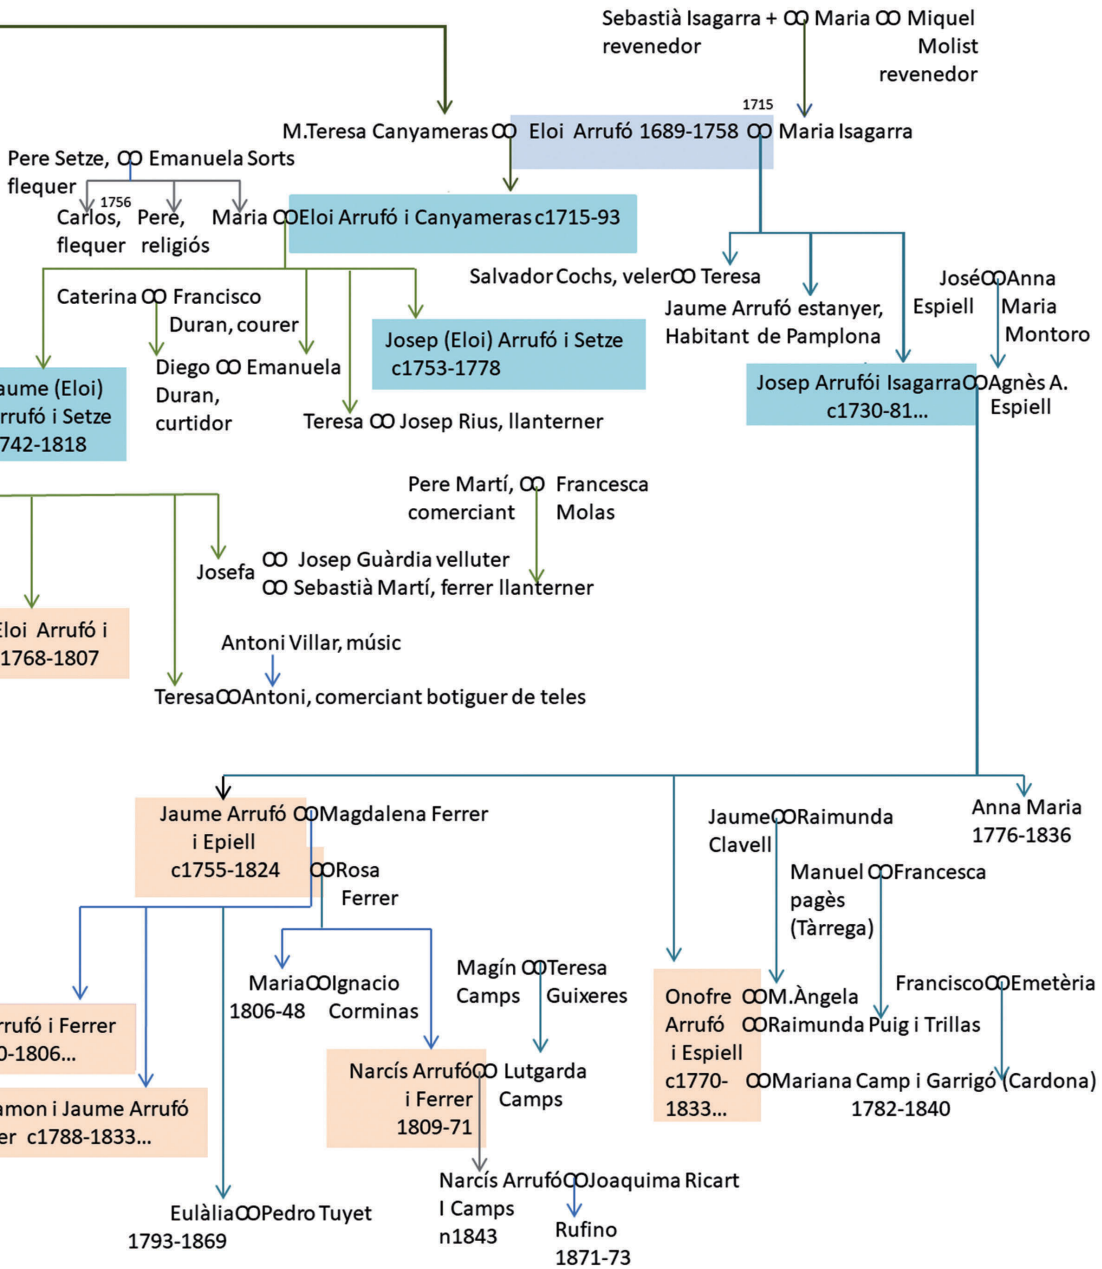 Sebastià Isagarra + ꝏ Maria ꝏ Miquel
revenedor Molist
revenedor
1715
M.Teresa Canyameras ꝏ Eloi Arrufó 1689-1758 ꝏ Maria Isagarra
Pere Setze, ꝏ Emanuela Sorts
flequer
1756
Carlos, Pere, Maria ꝏ Eloi Arrufó i Canyameras c1715-93
flequer religiós
Salvador Cochs, veler ꝏ Teresa
José ꝏ Anna
Espiell Maria
Montoro
Caterina ꝏ Francisco
Duran, courer
Jaume Arrufó estanyer,
Habitant de Pamplona
Josep (Eloi) Arrufó i Setze
c1753-1778
Diego ꝏ Emanuela
Duran,
curtidor
aume (Eloi)
rrufó i Setze
742-1818
Josep Arrufói Isagarra ꝏ Agnès A.
c1730-81... Espiell
Teresa ꝏ Josep Rius, llanterner
Pere Martí, ꝏ Francesca
comerciant Molas
Josefa ꝏ Josep Guàrdia velluter
ꝏ Sebastià Martí, ferrer llanterner
Eloi Arrufó i
1768-1807
Antoni Villar, músic
Teresa ꝏ Antoni, comerciant botiguer de teles
Jaume Arrufó ꝏ Magdalena Ferrer
i Epiell
c1755-1824 ꝏ Rosa
Ferrer
Anna Maria
1776-1836
Jaume ꝏ Raimunda
Clavell
Manuel ꝏ Francesca
pagès
(Tàrrega)
Maria ꝏ Ignacio
1806-48 Corminas
Magín ꝏ Teresa
Camps Guixeres
Francisco ꝏ Emetèria
Onofre ꝏ M.Àngela
Arrufó ꝏ Raimunda Puig i Trillas
i Espiell
c1770- ꝏ Mariana Camp i Garrigó (Cardona)
1833... 1782-1840
rrufó i Ferrer
0-1806...
Narcís Arrufó ꝏ Lutgarda
i Ferrer Camps
1809-71
amon i Jaume Arrufó
er c1788-1833...
Narcís Arrufó ꝏ Joaquima Ricart
I Camps
n1843
Eulàlia ꝏ Pedro Tuyet
1793-1869
Rufino
1871-73